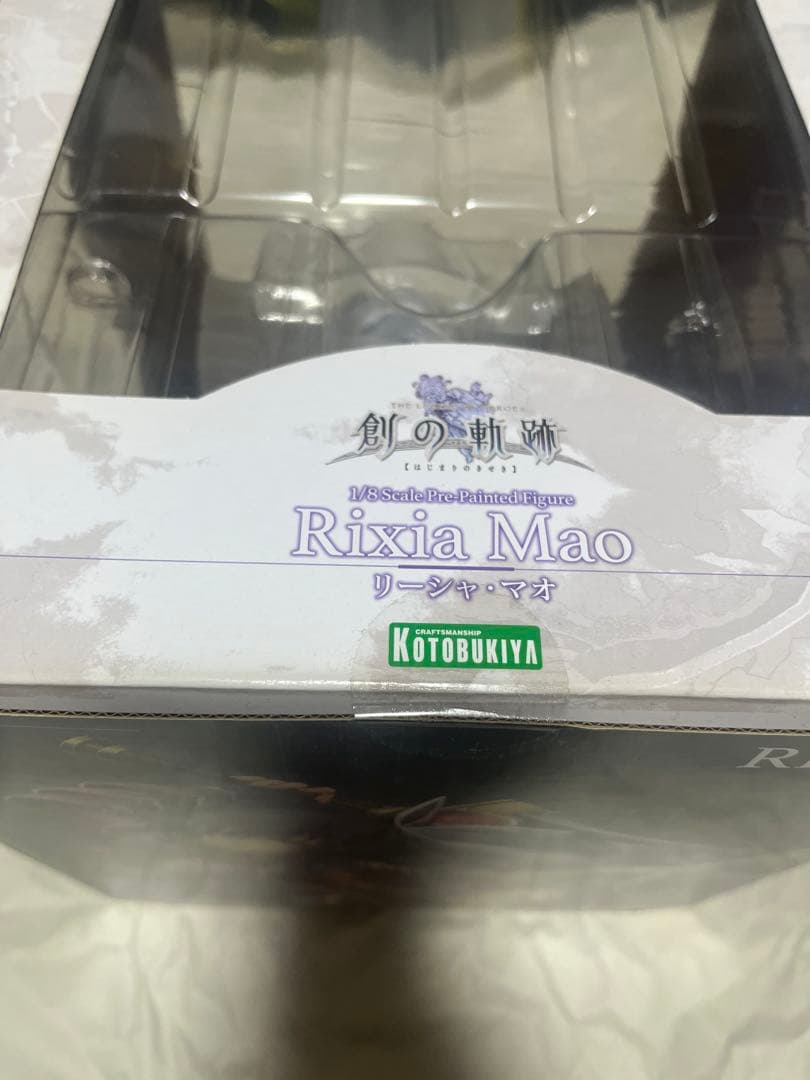 THE LEGEND OF HEROES
創の軌跡
【はじまりのきせき】
1/8 Scale Pre-Painted Figure
Rixia Mao
リーシャ・マオ
CRAFTSMANSHIP
KOTOBUKIYA